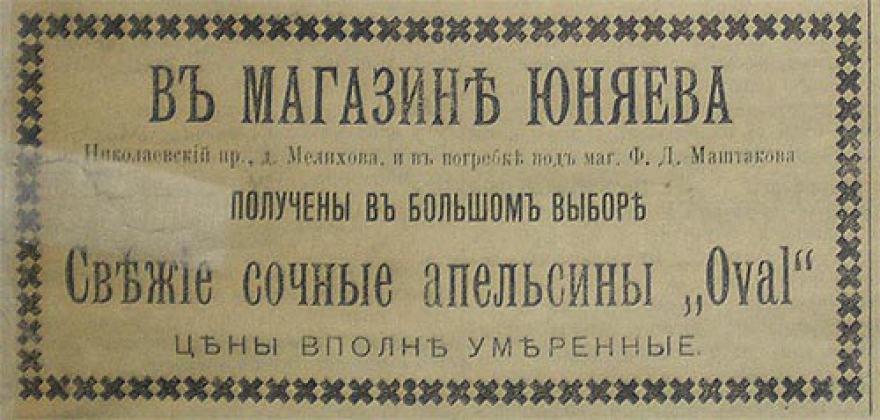 ВЪ МАГАЗИНѢ ЮНЯЕВА
Николаевскій пр., д. Мелихова, и въ погребкѣ подъ маг. Ф. Д. Маштакова
ПОЛУЧЕНЫ ВЪ БОЛЬШОМЪ ВЫБОРѢ
Свѣжіе сочные апельсины „Oval“
ЦѢНЫ ВПОЛНѢ УМѢРЕННЫЕ.